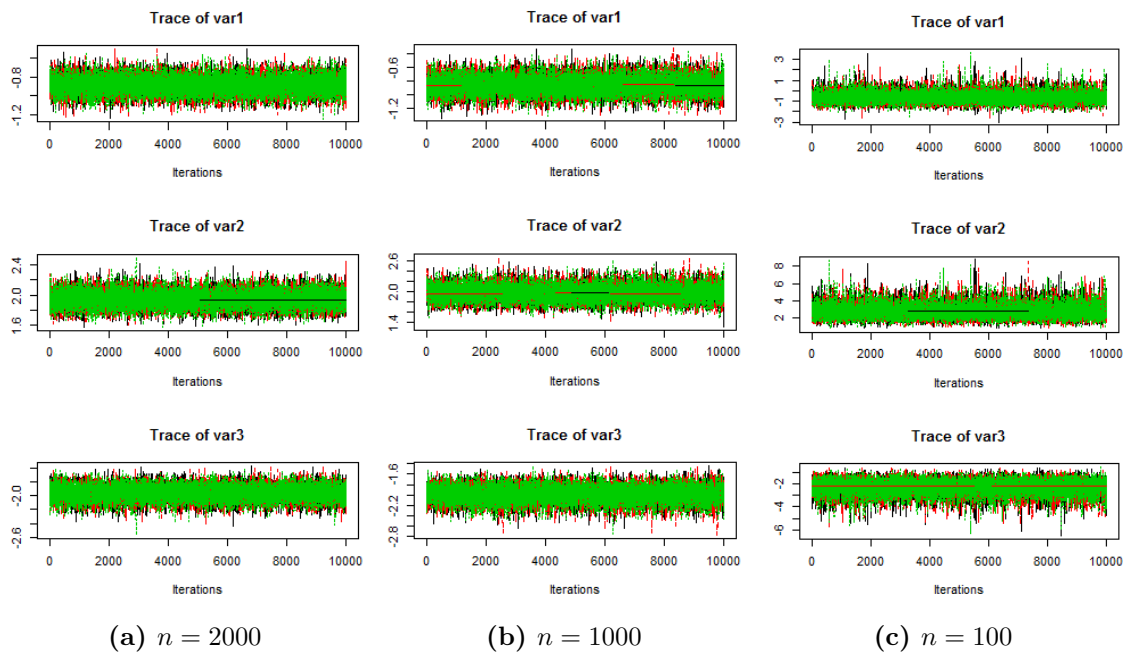 Trace of var1
-0.8
-1.2
0 2000 4000 6000 8000 10000
Iterations
Trace of var2
2.4
2.0
1.6
0 2000 4000 6000 8000 10000
Iterations
Trace of var3
-2.0
-2.6
0 2000 4000 6000 8000 10000
Iterations
(a) n = 2000
Trace of var1
-0.6
-1.2
0 2000 4000 6000 8000 10000
Iterations
Trace of var2
2.6
2.0
1.4
0 2000 4000 6000 8000 10000
Iterations
Trace of var3
-1.6
-2.2
-2.8
0 2000 4000 6000 8000 10000
Iterations
(b) n = 1000
Trace of var1
3
1
-1
-3
0 2000 4000 6000 8000 10000
Iterations
Trace of var2
8
6
4
2
0 2000 4000 6000 8000 10000
Iterations
Trace of var3
-2
-4
-6
0 2000 4000 6000 8000 10000
Iterations
(c) n = 100